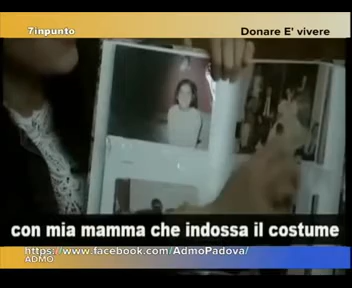 7inpunto
Donare E' vivere
con mia mamma che indossa il costume
https://www.facebook.com/AdmoPadova/
ADMO